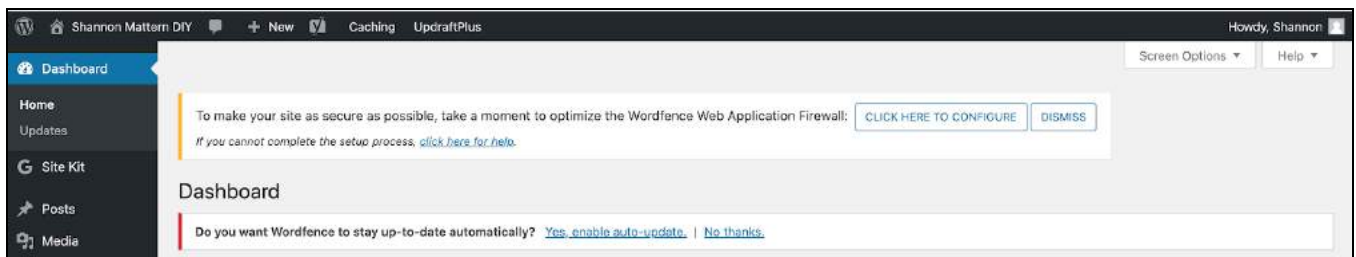 Shannon Mattern DIY + New Caching UpdraftPlus Howdy, Shannon
Screen Options ▼ Help ▼
Dashboard
Home
Updates
Site Kit
Posts
Media
To make your site as secure as possible, take a moment to optimize the Wordfence Web Application Firewall: CLICK HERE TO CONFIGURE DISMISS
If you cannot complete the setup process, click here for help.
Dashboard
Do you want Wordfence to stay up-to-date automatically? Yes, enable auto-update. | No thanks.